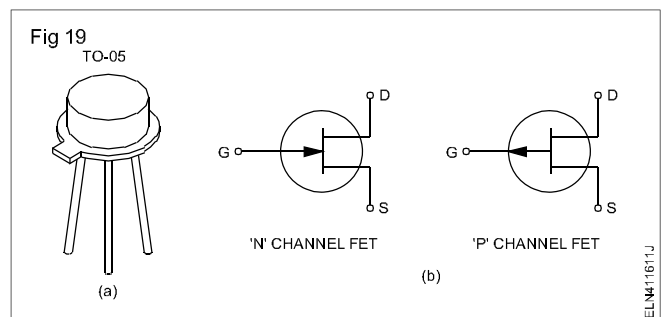 Fig 19
TO-05
D
D
G
G
S
S
'N' CHANNEL FET
'P' CHANNEL FET
(a)
(b)
ELN411611J